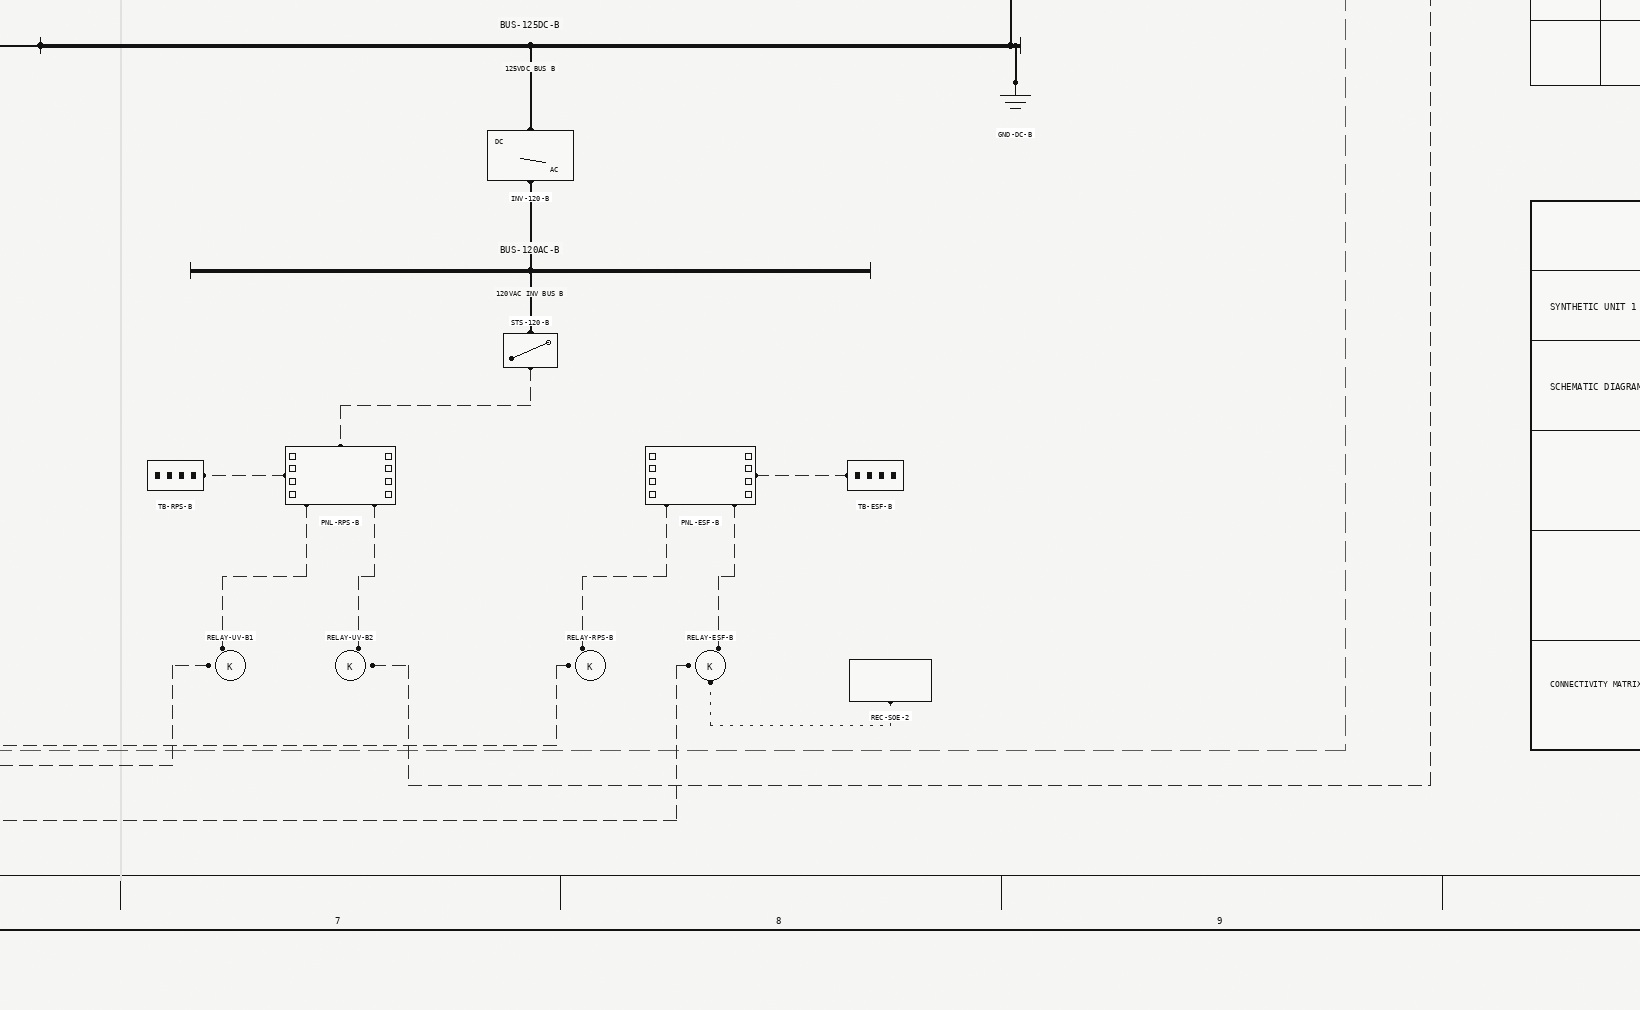 BUS-125DC-B
125VDC BUS B
GND-DC-B
DC
AC
INV-120-B
BUS-120AC-B
120VAC INV BUS B
STS-120-B
SYNTHETIC UNIT 1
SCHEMATIC DIAGRAM
TB-RPS-B
PNL-RPS-B
PNL-ESF-B
TB-ESF-B
RELAY-UV-B1
RELAY-UV-B2
RELAY-RPS-B
RELAY-ESF-B
K
K
K
K
REC-SOE-2
CONNECTIVITY MATRIX
7
8
9